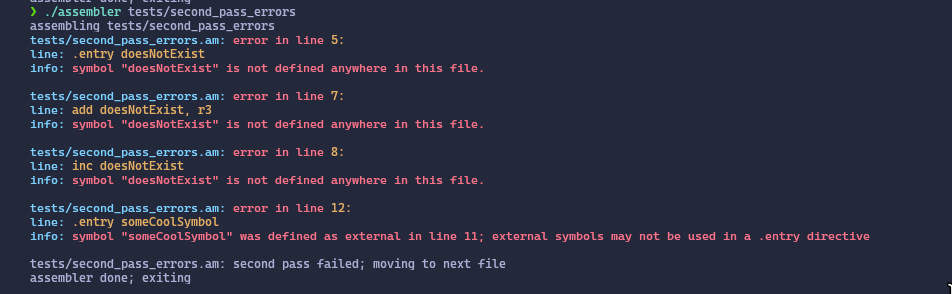 assembler done; exiting
❯ ./assembler tests/second_pass_errors
assembling tests/second_pass_errors
tests/second_pass_errors.am: error in line 5:
line: .entry doesNotExist
info: symbol "doesNotExist" is not defined anywhere in this file.
tests/second_pass_errors.am: error in line 7:
line: add doesNotExist, r3
info: symbol "doesNotExist" is not defined anywhere in this file.
tests/second_pass_errors.am: error in line 8:
line: inc doesNotExist
info: symbol "doesNotExist" is not defined anywhere in this file.
tests/second_pass_errors.am: error in line 12:
line: .entry someCoolSymbol
info: symbol "someCoolSymbol" was defined as external in line 11; external symbols may not be used in a .entry directive
tests/second_pass_errors.am: second pass failed; moving to next file
assembler done; exiting